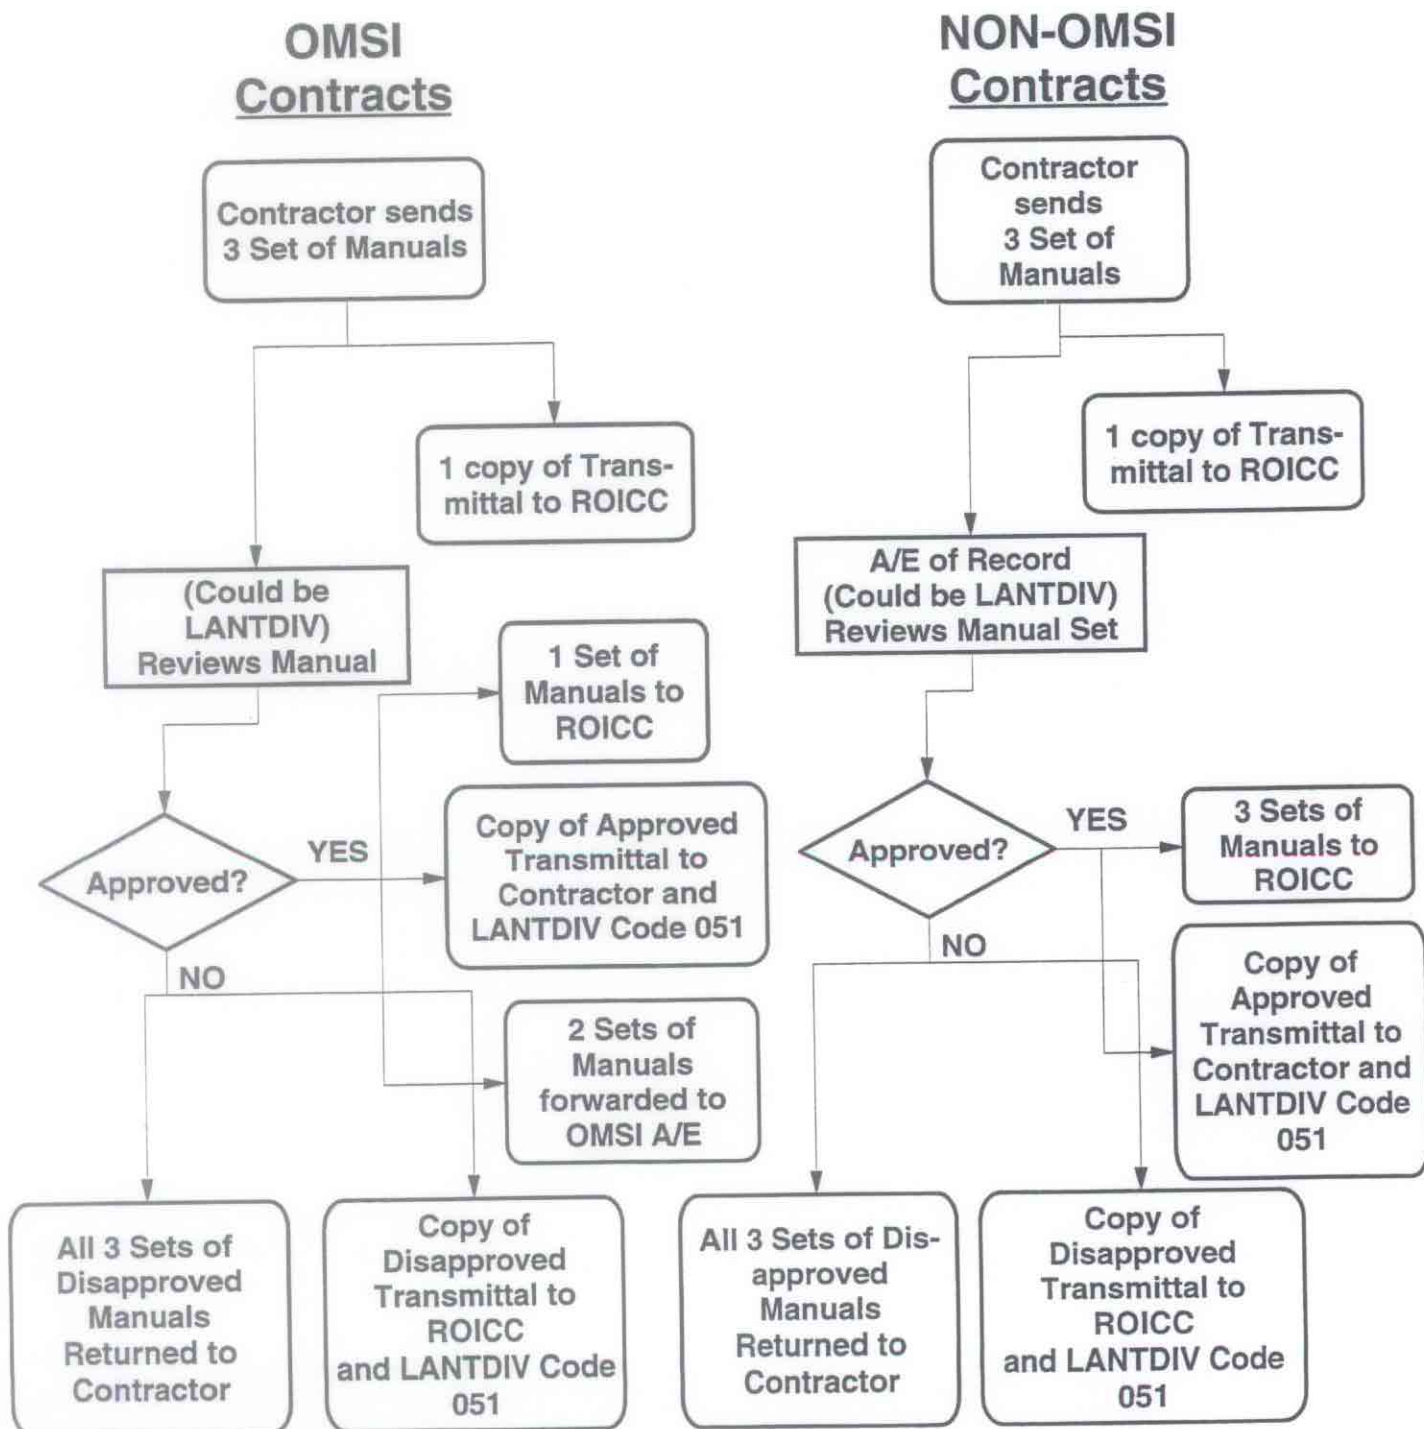 OMSI
Contracts
Contractor sends
3 Set of Manuals
1 copy of Trans-
mittal to ROICC
(Could be
LANTDIV)
Reviews Manual
1 Set of
Manuals to
ROICC
Approved?
YES
Copy of Approved
Transmittal to
Contractor and
LANTDIV Code 051
NO
2 Sets of
Manuals
forwarded to
OMSI A/E
All 3 Sets of
Disapproved
Manuals
Returned to
Contractor
Copy of
Disapproved
Transmittal to
ROICC
and LANTDIV Code
051
NON-OMSI
Contracts
Contractor
sends
3 Set of
Manuals
1 copy of Trans-
mittal to ROICC
A/E of Record
(Could be LANTDIV)
Reviews Manual Set
Approved?
YES
3 Sets of
Manuals to
ROICC
NO
Copy of
Approved
Transmittal to
Contractor and
LANTDIV Code
051
All 3 Sets of Dis-
approved
Manuals
Returned to
Contractor
Copy of
Disapproved
Transmittal to
ROICC
and LANTDIV Code
051